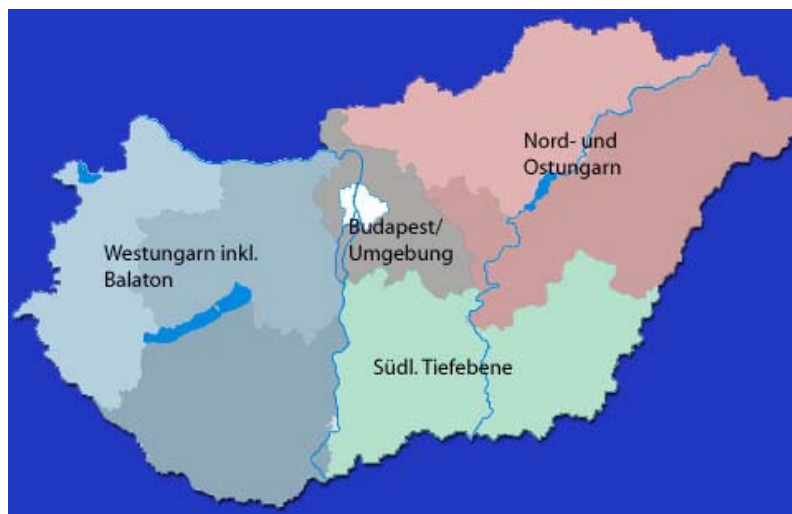 Nord- und
Ostungarn
Budapest/
Umgebung
Westungarn inkl.
Balaton
Südl. Tiefebene